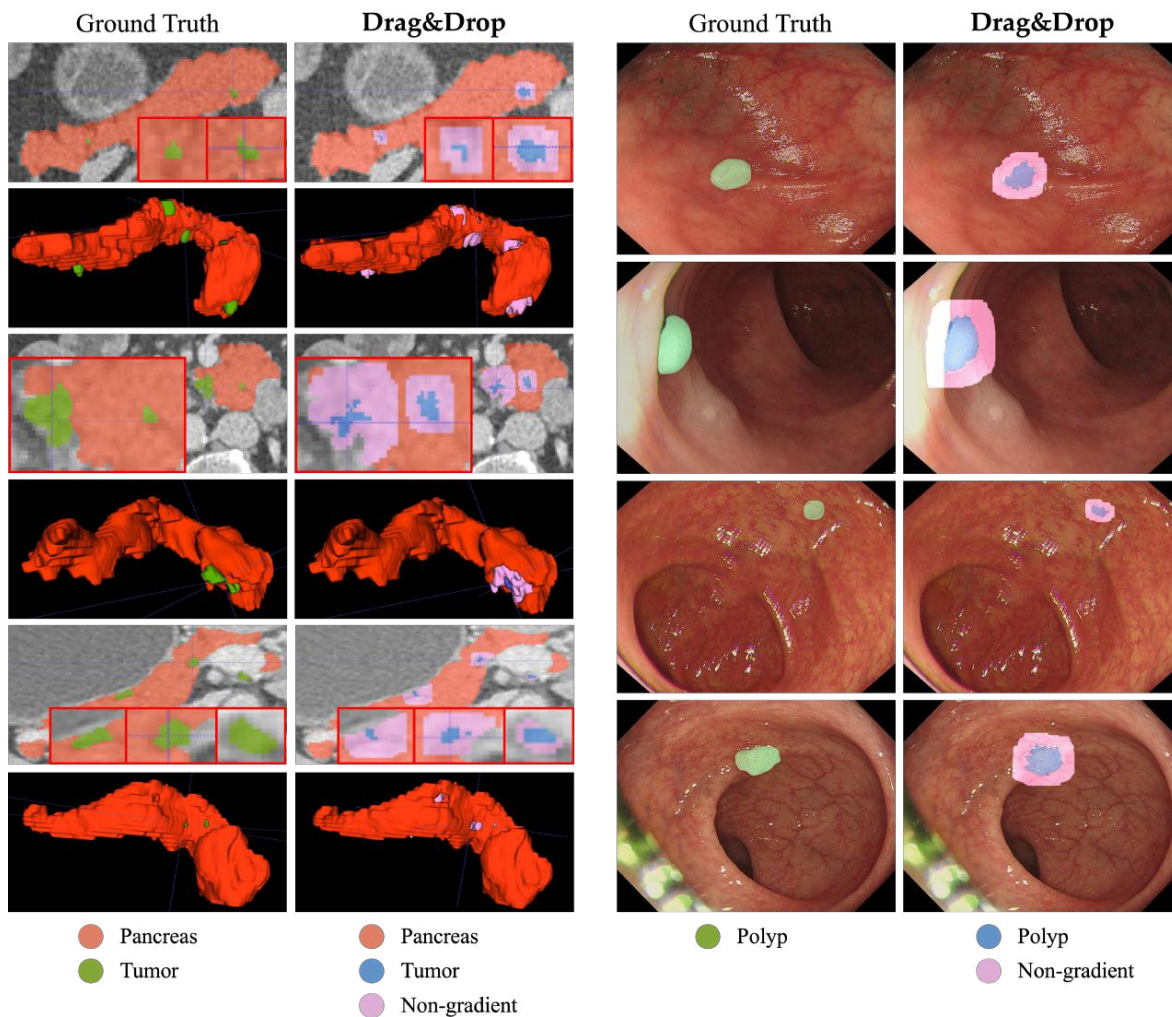 Ground Truth
Drag&Drop
Ground Truth
Drag&Drop
Pancreas
Tumor
Pancreas
Tumor
Non-gradient
Polyp
Polyp
Non-gradient